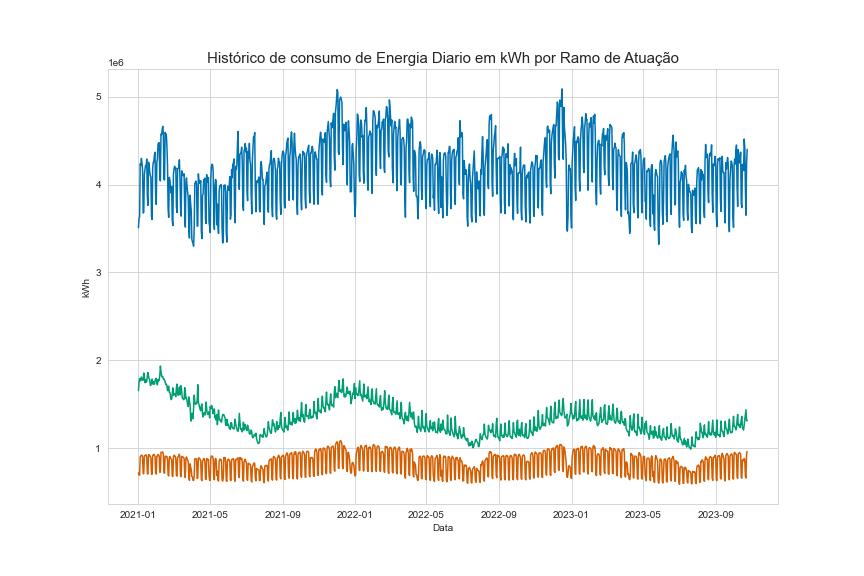 Histórico de consumo de Energia Diario em kWh por Ramo de Atuação
1e6
5
4
3
2
1
kWh
2021-01 2021-05 2021-09 2022-01 2022-05 2022-09 2023-01 2023-05 2023-09
Data